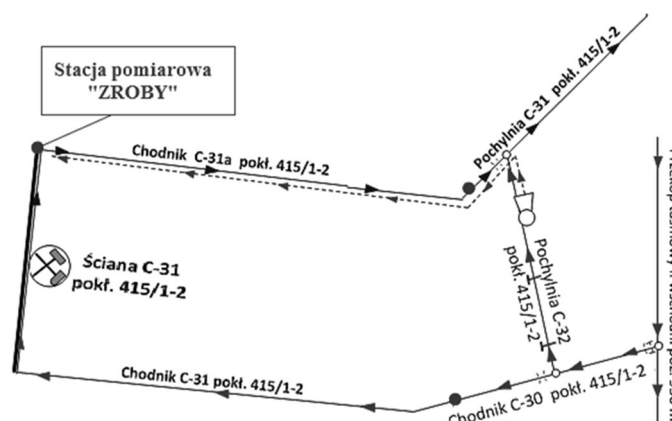 Stacja pomiarowa
"ZROBY"
Pochylnia C-31 pokł. 415/1-2
Chodnik C-31a pokł. 415/1-2
Ściana C-31
pokł. 415/1-2
Pochylnia C-32
pokł. 415/1-2
Chodnik C-31 pokł. 415/1-2
Chodnik C-30 pokł. 415/1-2